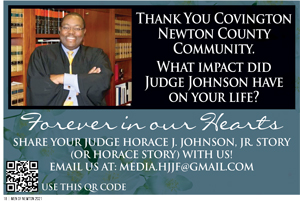 THANK YOU COVINGTON
NEWTON COUNTY
COMMUNITY.
WHAT IMPACT DID
JUDGE JOHNSON HAVE
ON YOUR LIFE?
Forever in our Hearts
SHARE YOUR JUDGE HORACE J. JOHNSON, JR. STORY
(OR HORACE STORY) WITH US!
EMAIL US AT: MEDIA.HJJF@GMAIL.COM
USE THIS QR CODE
MEN OF NEWTON 2021